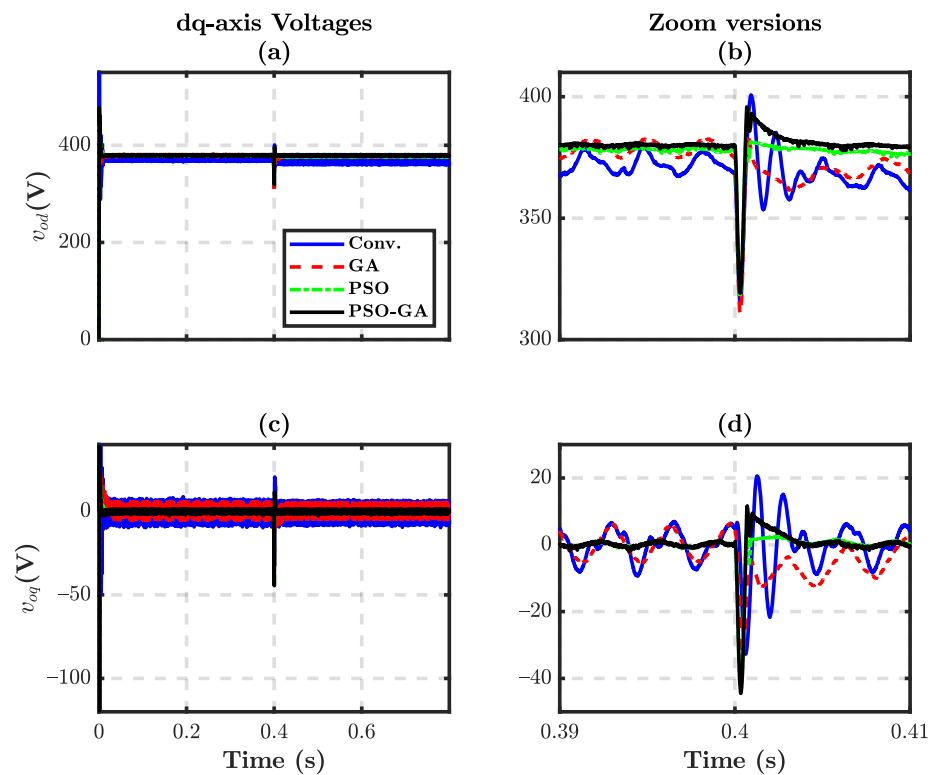 dq-axis Voltages
Zoom versions
(a)
(b)
400
200
0
v_od(V)
Conv.
GA
PSO
PSO-GA
400
350
300
(c)
(d)
0
−50
−100
v_oq(V)
0
0.2
0.4
0.6
Time (s)
20
0
−20
−40
0.39
0.4
0.41
Time (s)